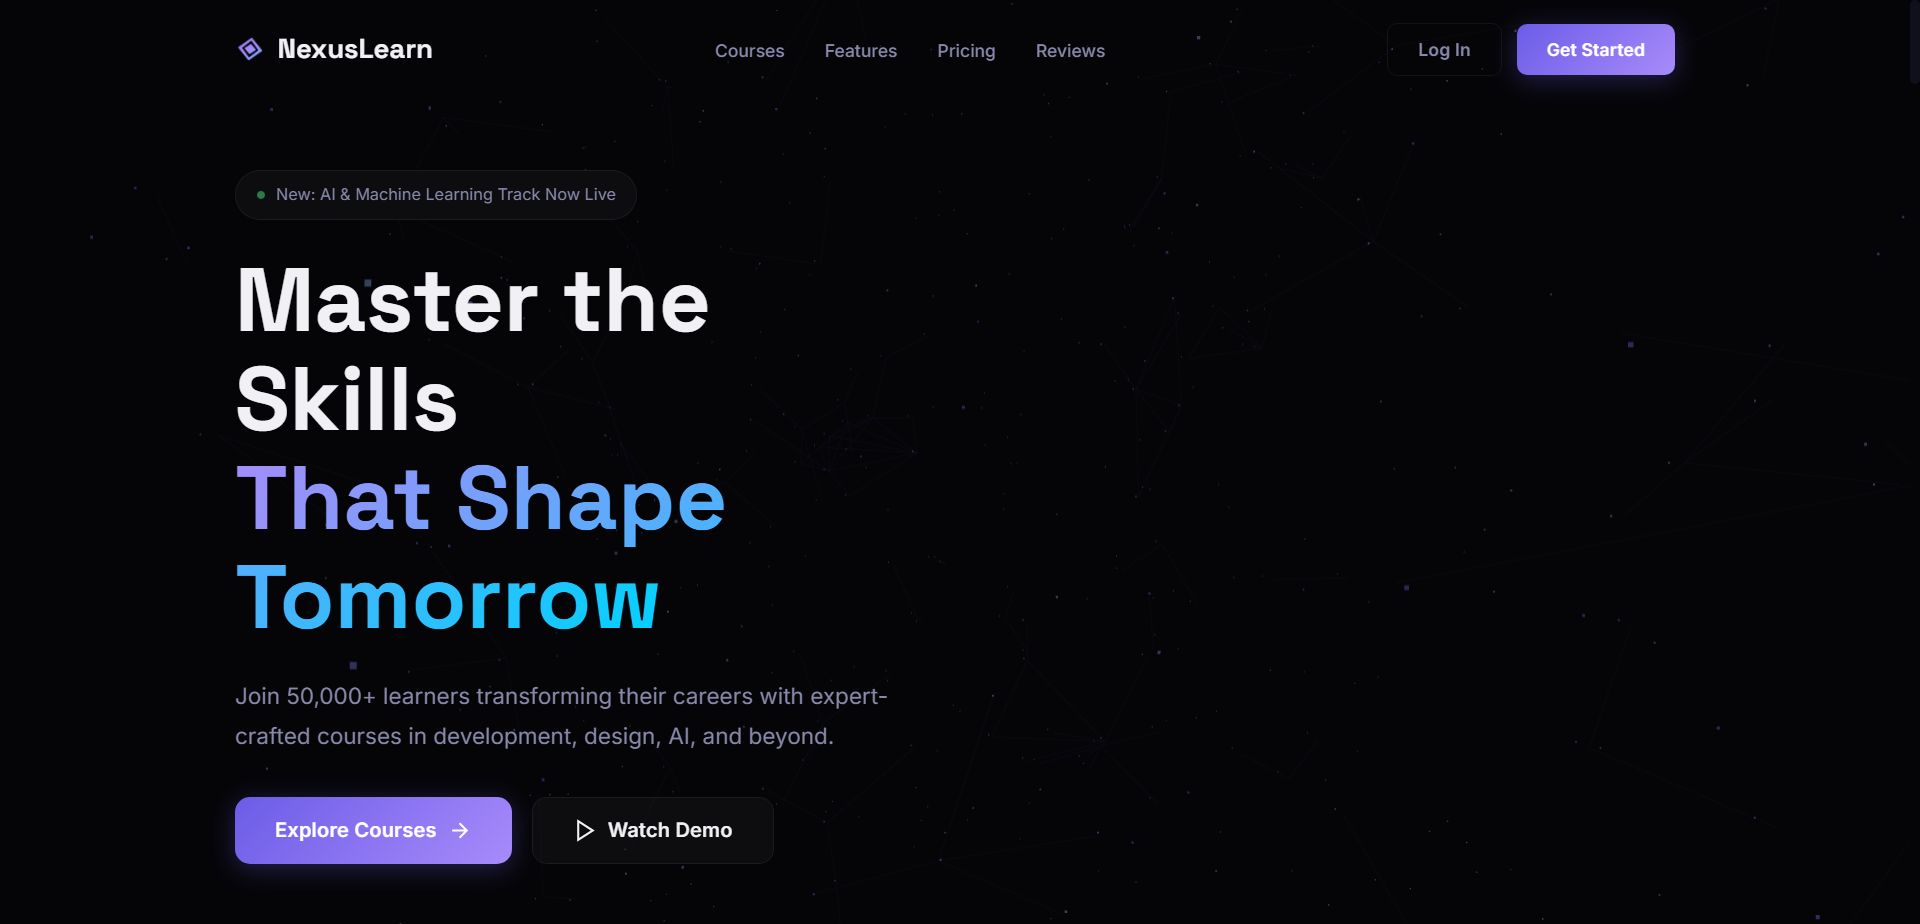 NexusLearn
Courses Features Pricing Reviews
Log In
Get Started
New: AI & Machine Learning Track Now Live
Master the
Skills
That Shape
Tomorrow
Join 50,000+ learners transforming their careers with expert-
crafted courses in development, design, AI, and beyond.
Explore Courses →
Watch Demo